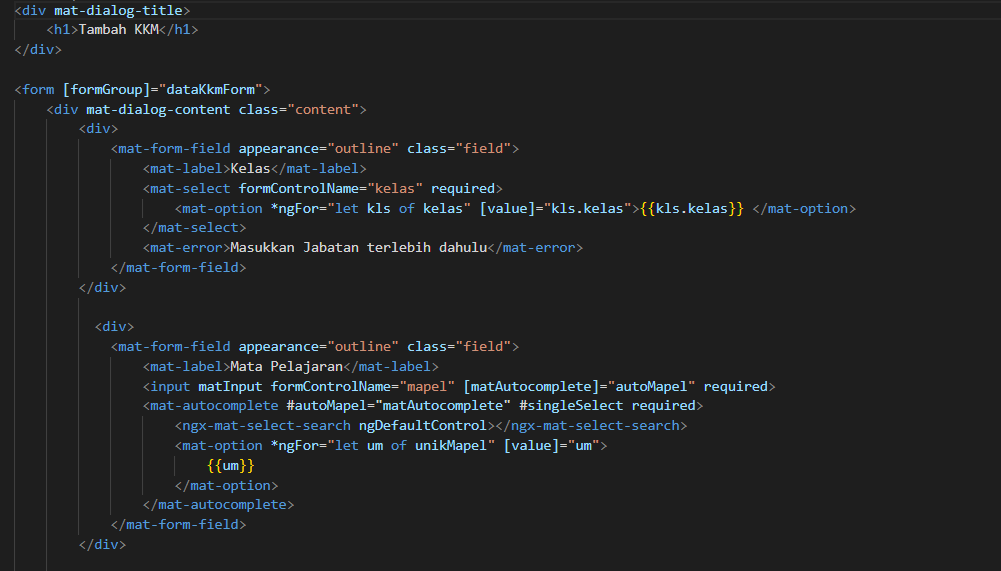 <div mat-dialog-title>
<h1>Tambah KKM</h1>
</div>
<form [formGroup]="dataKkmForm">
<div mat-dialog-content class="content">
<div>
<mat-form-field appearance="outline" class="field">
<mat-label>Kelas</mat-label>
<mat-select formControlName="kelas" required>
<mat-option *ngFor="let kls of kelas" [value]="kls.kelas">{{kls.kelas}} </mat-option>
</mat-select>
<mat-error>Masukkan Jabatan terlebih dahulu</mat-error>
</mat-form-field>
</div>
<div>
<mat-form-field appearance="outline" class="field">
<mat-label>Mata Pelajaran</mat-label>
<input matInput formControlName="mapel" [matAutocomplete]="autoMapel" required>
<mat-autocomplete #autoMapel="matAutocomplete" #singleSelect required>
<ngx-mat-select-search ngDefaultControl></ngx-mat-select-search>
<mat-option *ngFor="let um of unikMapel" [value]="um">
{{um}}
</mat-option>
</mat-autocomplete>
</mat-form-field>
</div>